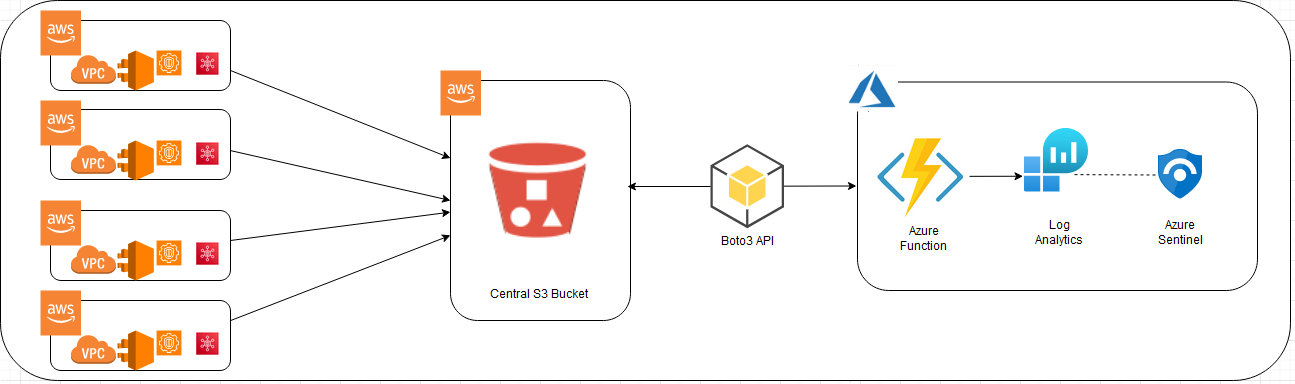 aws
VPC
aws
VPC
aws
VPC
aws
VPC
aws
Central S3 Bucket
Boto3 API
Azure
Function
Log
Analytics
Azure
Sentinel